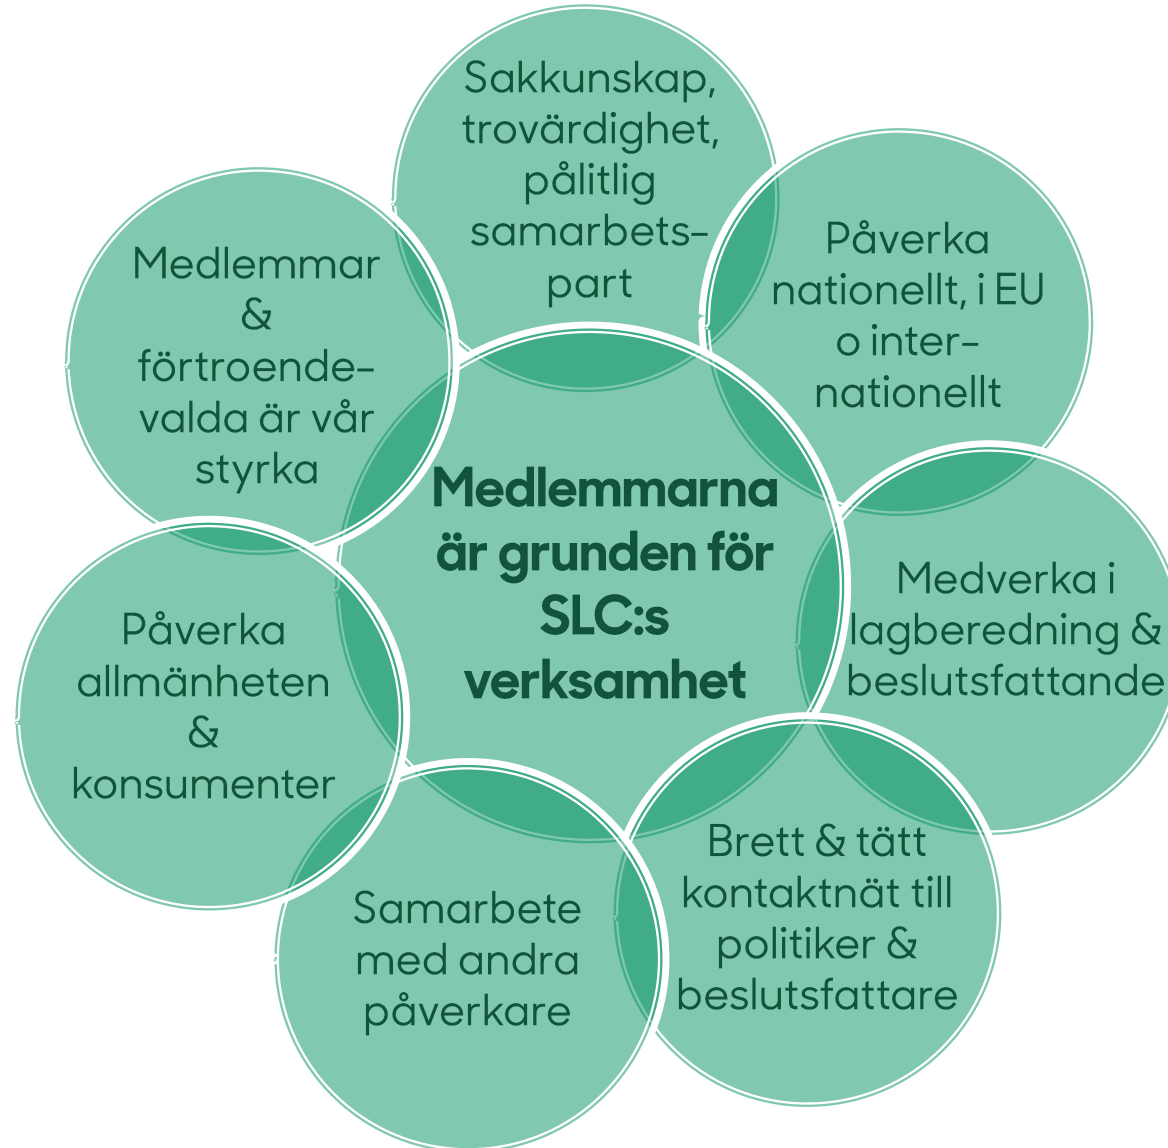 Sakkunskap,
trovärdighet,
pålitlig
samarbets-
part
Påverka
nationellt, i EU
o inter-
nationellt
Medverka i
lagberedning &
beslutsfattande
Brett & tätt
kontaktnät till
politiker &
beslutsfattare
Samarbete
med andra
påverkare
Påverka
allmänheten
&
konsumenter
Medlemmar
&
förtroende-
valda är vår
styrka
Medlemmarna
är grunden för
SLC:s
verksamhet